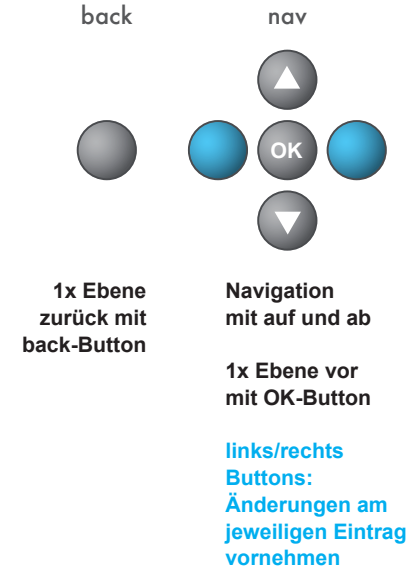 back
nav
OK
1x Ebene
zurück mit
back-Button
Navigation
mit auf und ab
1x Ebene vor
mit OK-Button
links/rechts
Buttons:
Änderungen am
jeweiligen Eintrag
vornehmen